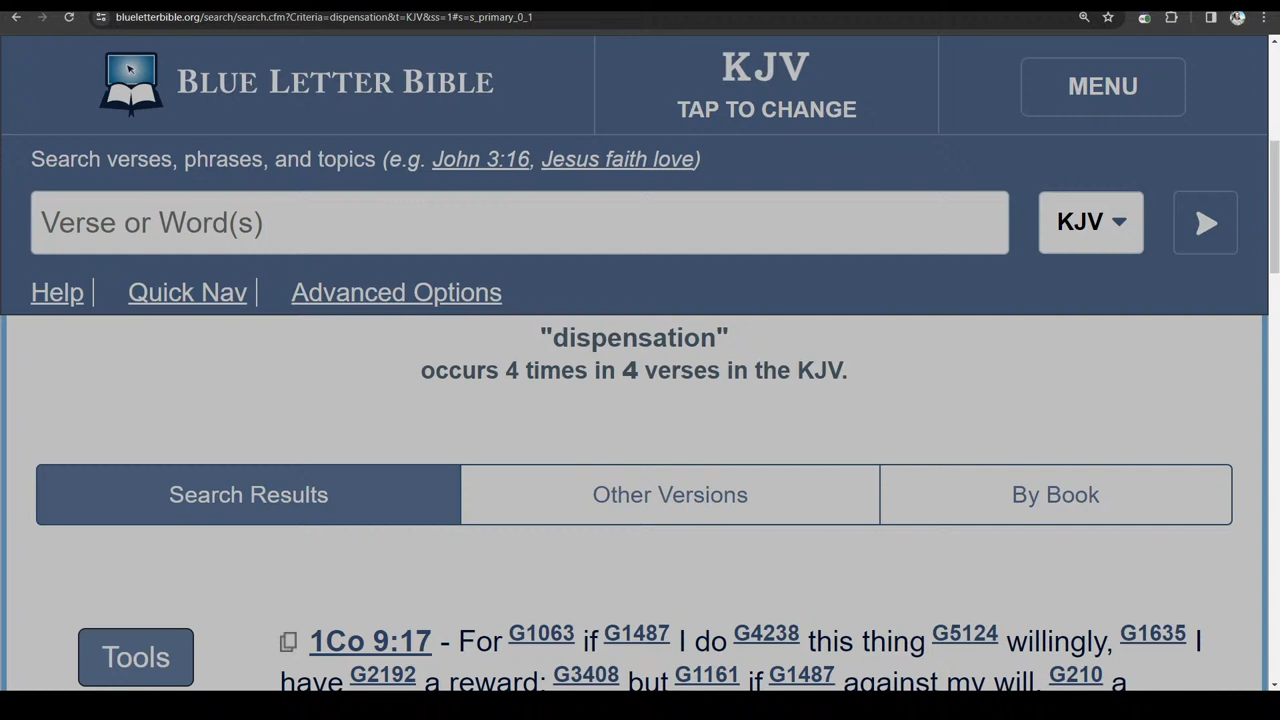 blueletterbible.org/search/search.cfm?Criteria=dispensation&t=KJV&ss=1#s=s_primary_0_1
BLUE LETTER BIBLE
KJV
TAP TO CHANGE
MENU
Search verses, phrases, and topics (e.g. John 3:16, Jesus faith love)
Verse or Word(s)
KJV
Help
Quick Nav
Advanced Options
"dispensation"
occurs 4 times in 4 verses in the KJV.
Search Results
Other Versions
By Book
Tools
1Co 9:17 - For G1063 if G1487 I do G4238 this thing G5124 willingly, G1635 I
have G2192 a reward: G3408 but G1161 if G1487 against my will, G210 a